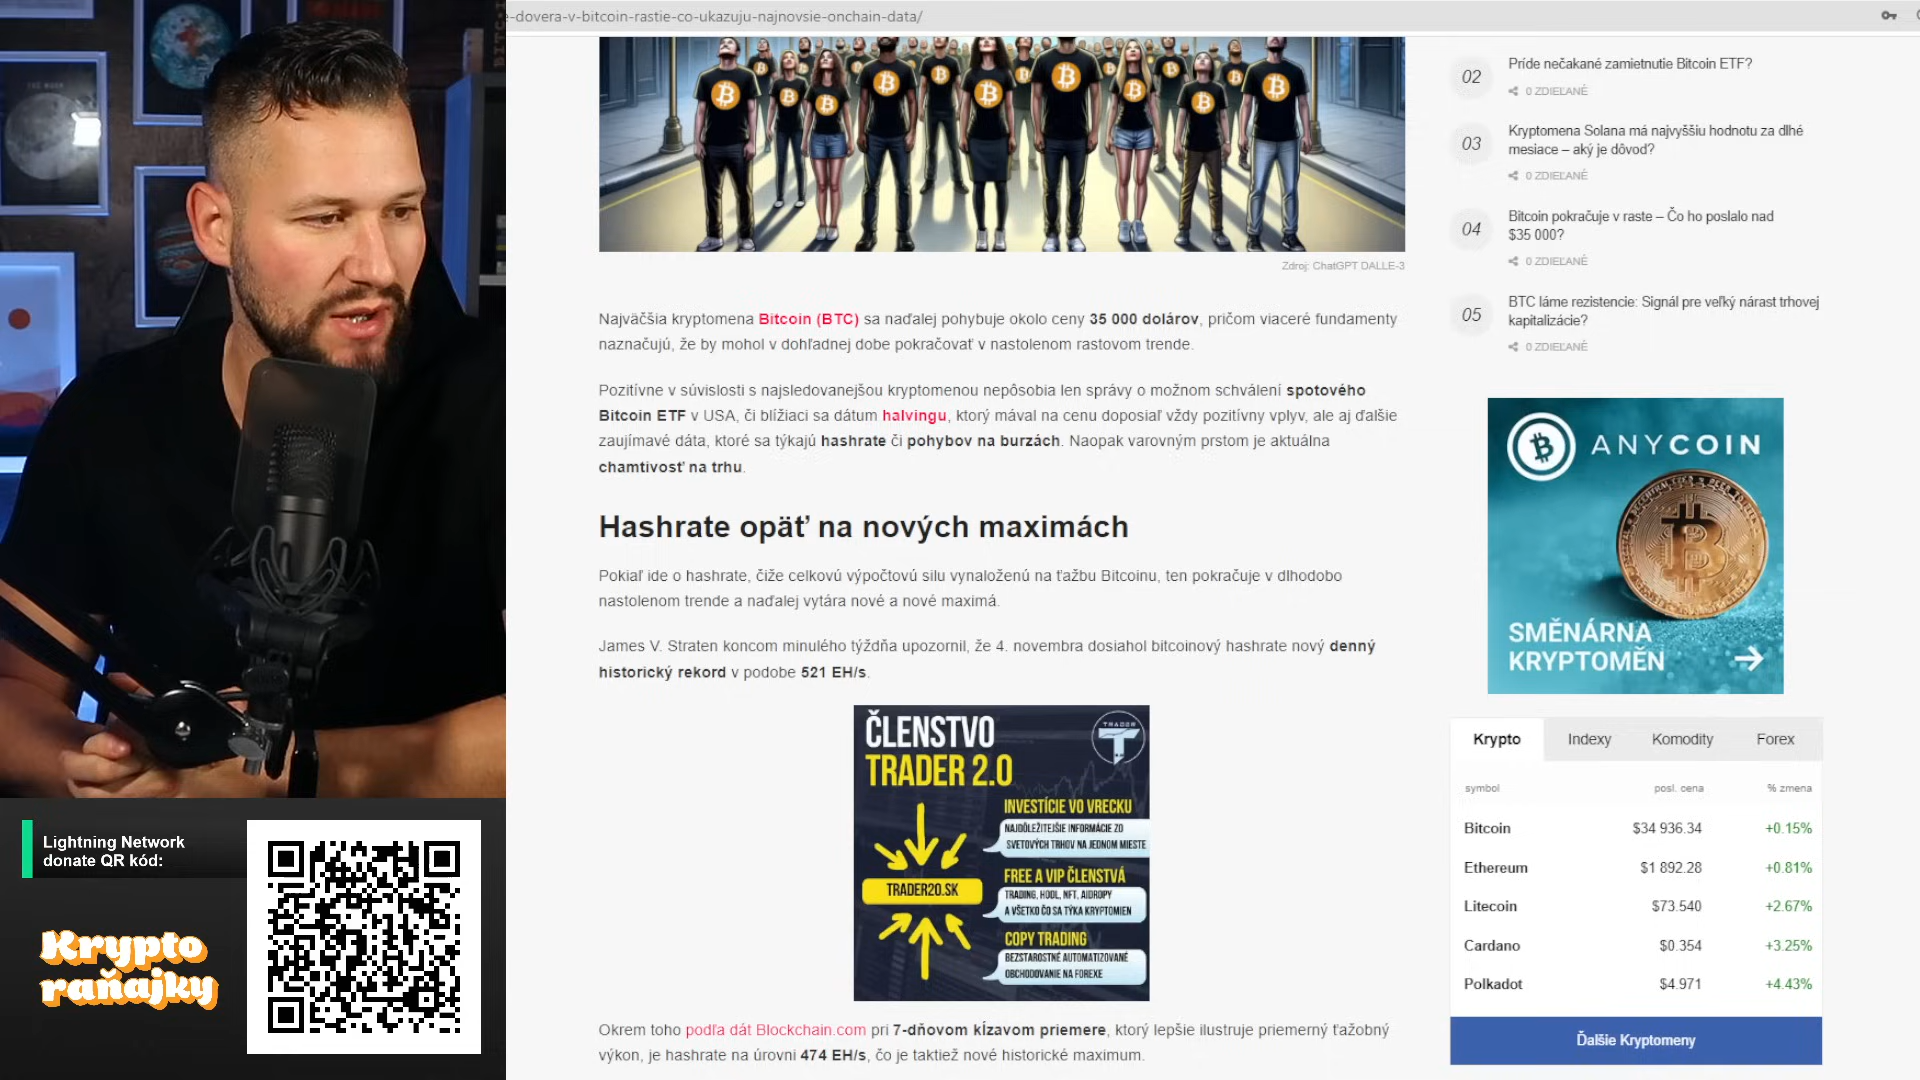 e-dovera-v-bitcoin-rastie-co-ukazuju-najnovsie-onchain-data/
Zdroj: ChatGPT DALLE-3
Najväčšia kryptomena Bitcoin (BTC) sa naďalej pohybuje okolo ceny 35 000 dolárov, pričom viaceré fundamenty
naznačujú, že by mohol v dohľadnej dobe pokračovať v nastolenom rastovom trende.
Pozitívne v súvislosti s najsledovanejšou kryptomenou nepôsobia len správy o možnom schválení spotového
Bitcoin ETF v USA, či blížiaci sa dátum halvingu, ktorý mával na cenu doposiaľ vždy pozitívny vplyv, ale aj ďalšie
zaujímavé dáta, ktoré sa týkajú hashrate či pohybov na burzách. Naopak varovným prstom je aktuálna
chamtivosť na trhu.
Hashrate opäť na nových maximách
Pokiaľ ide o hashrate, čiže celkovú výpočtovú silu vynaloženú na ťažbu Bitcoinu, ten pokračuje v dlhodobo
nastolenom trende a naďalej vytára nové a nové maximá.
James V. Straten koncom minulého týždňa upozornil, že 4. novembra dosiahol bitcoinový hashrate nový denný
historický rekord v podobe 521 EH/s.
ČLENSTVO
TRADER 2.0
TRADER
INVESTÍCIE VO VRECKU
NAJDÔLEŽITEJŠIE INFORMÁCIE ZO
SVETOVÝCH TRHOV NA JEDNOM MIESTE
FREE A VIP ČLENSTVÁ
TRADER20.SK
TRADING, HODL, NFT, AIDROPY
A VŠETKO ČO SA TÝKA KRYPTOMIEN
COPY TRADING
BEZSTAROSTNÉ AUTOMATIZOVANÉ
OBCHODOVANIE NA FOREXE
Okrem toho podľa dát Blockchain.com pri 7-dňovom kĺzavom priemere, ktorý lepšie ilustruje priemerný ťažobný
výkon, je hashrate na úrovni 474 EH/s, čo je taktiež nové historické maximum.
02 Príde nečakané zamietnutie Bitcoin ETF?
0 ZDIEĽANÉ
03 Kryptomena Solana má najvyššiu hodnotu za dlhé
mesiace – aký je dôvod?
0 ZDIEĽANÉ
04 Bitcoin pokračuje v raste – Čo ho poslalo nad
$35 000?
0 ZDIEĽANÉ
05 BTC láme rezistencie: Signál pre veľký nárast trhovej
kapitalizácie?
0 ZDIEĽANÉ
ANYCOIN
SMĚNÁRNA
KRYPTOMĚN
Krypto Indexy Komodity Forex
symbol posl. cena % zmena
Bitcoin $34 936.34 +0.15%
Ethereum $1 892.28 +0.81%
Litecoin $73.540 +2.67%
Cardano $0.354 +3.25%
Polkadot $4.971 +4.43%
Ďalšie Kryptomeny
Lightning Network
donate QR kód:
Krypto
raňajky